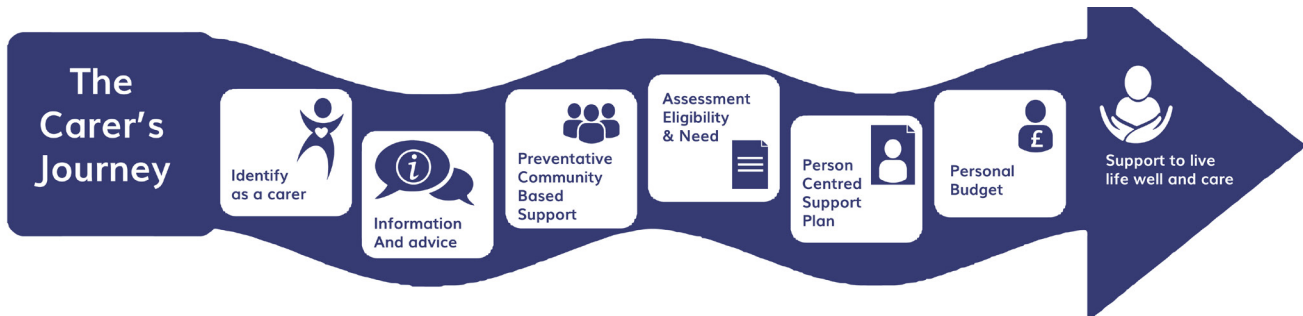 The
Carer's
Journey
Identify
as a carer
Information
And advice
Preventative
Community
Based
Support
Assessment
Eligibility
& Need
Person
Centred
Support
Plan
£
Personal
Budget
Support to live
life well and care